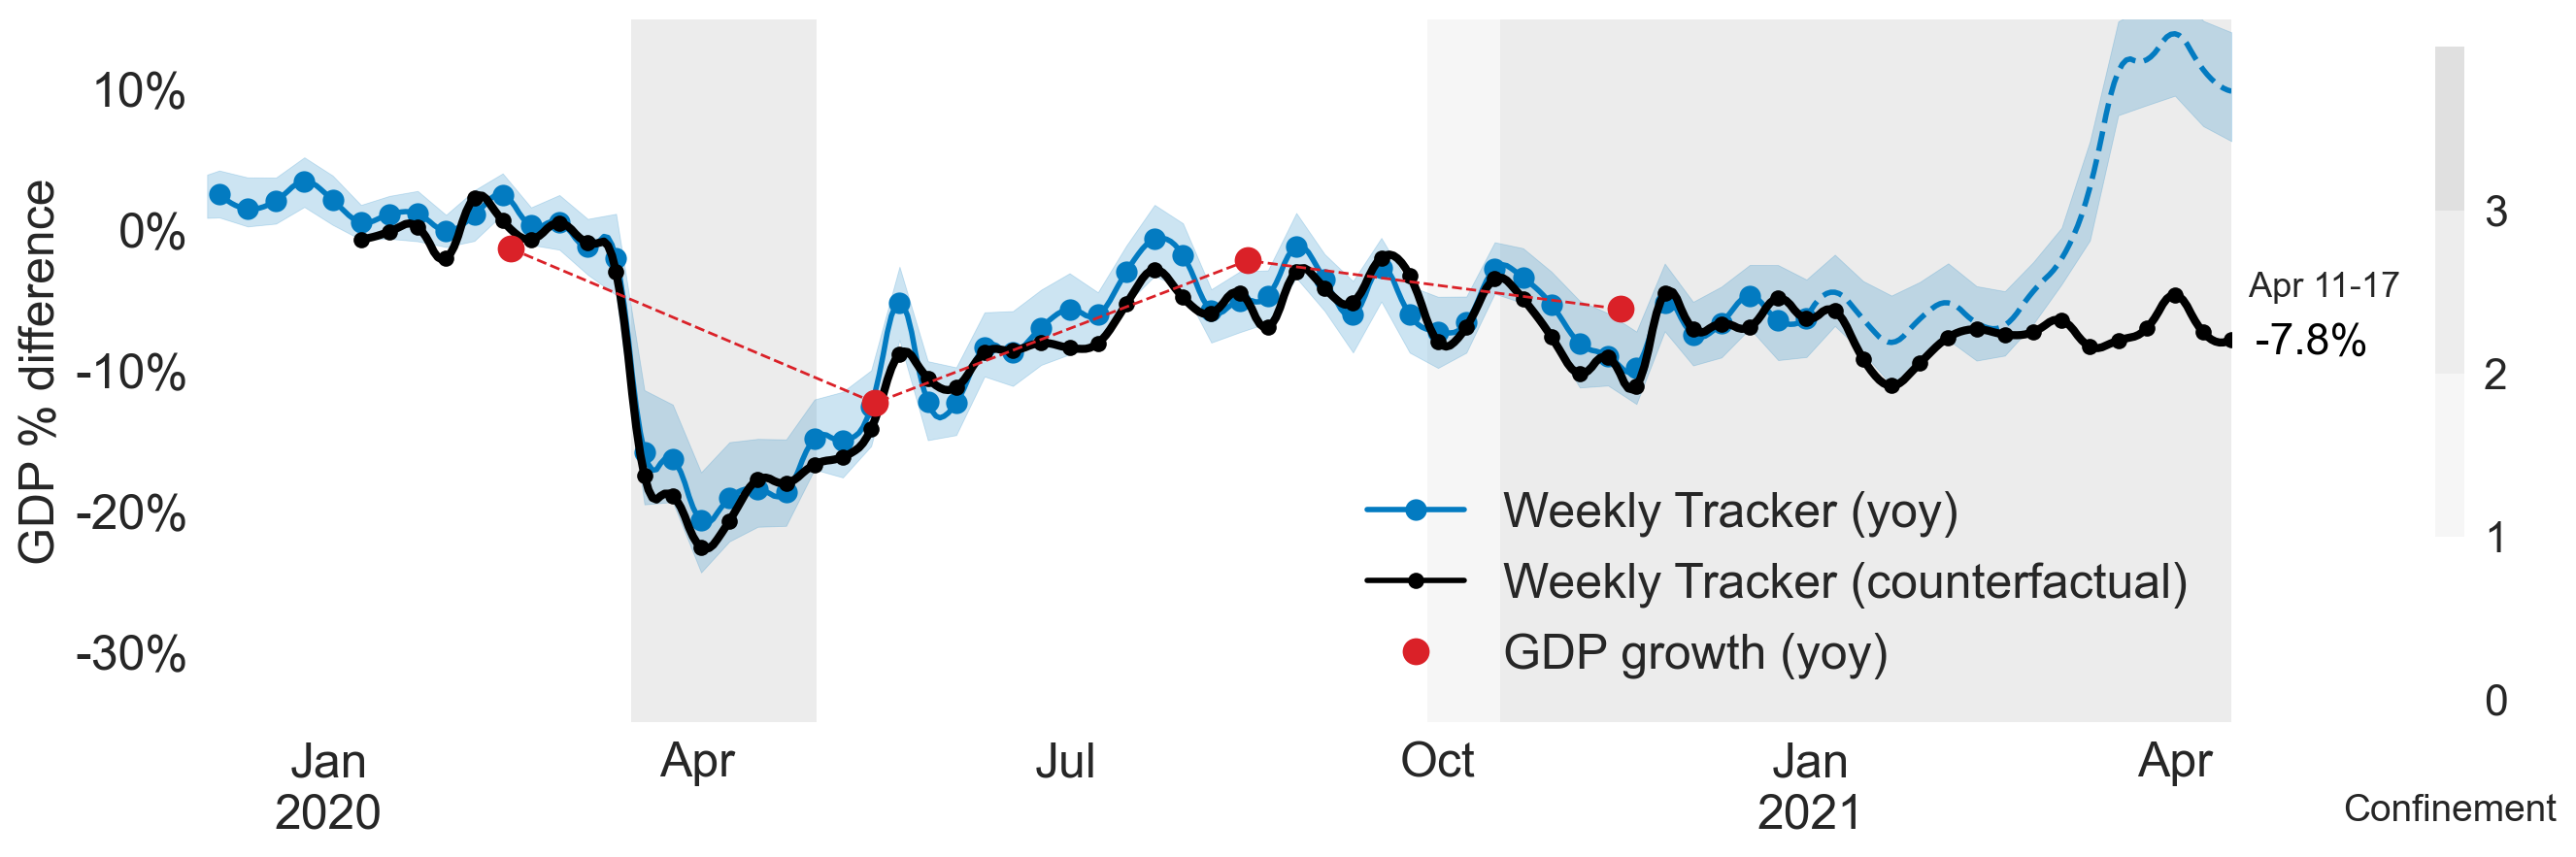 GDP % difference
10%
0%
-10%
-20%
-30%
Jan
2020
Apr
Jul
Oct
Jan
2021
Apr
Weekly Tracker (yoy)
Weekly Tracker (counterfactual)
GDP growth (yoy)
Apr 11-17
-7.8%
3
2
1
0
Confinement